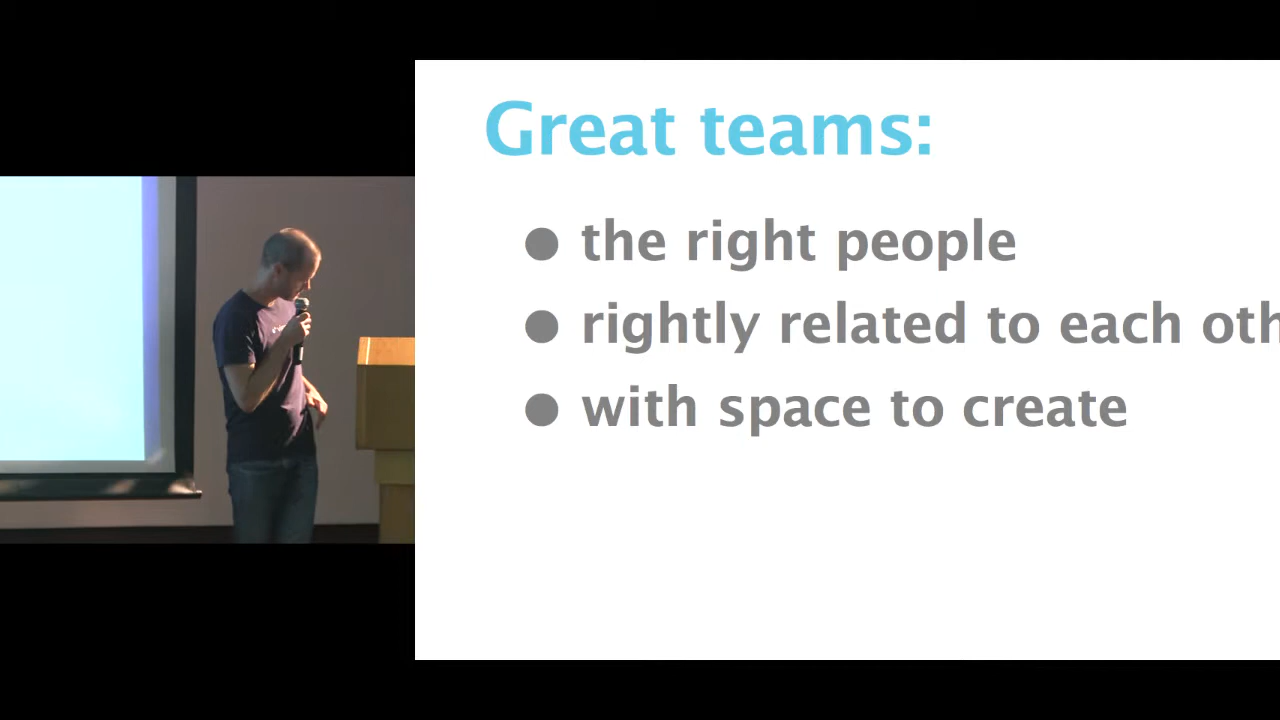 Great teams:
• the right people
• rightly related to each oth
• with space to create